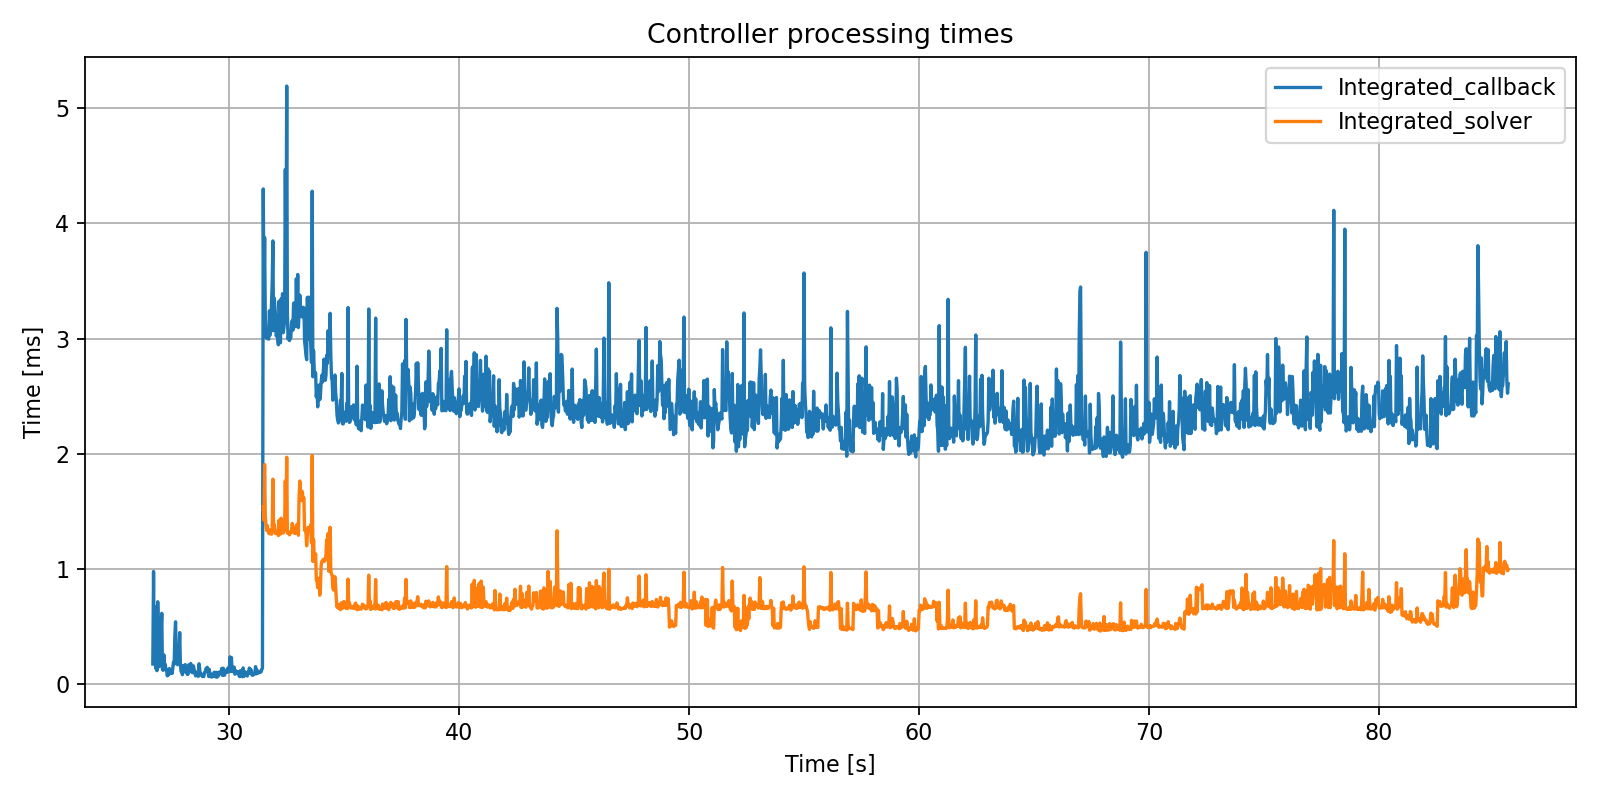 Controller processing times
Integrated_callback
Integrated_solver
Time [ms]
5
4
3
2
1
0
30 40 50 60 70 80
Time [s]